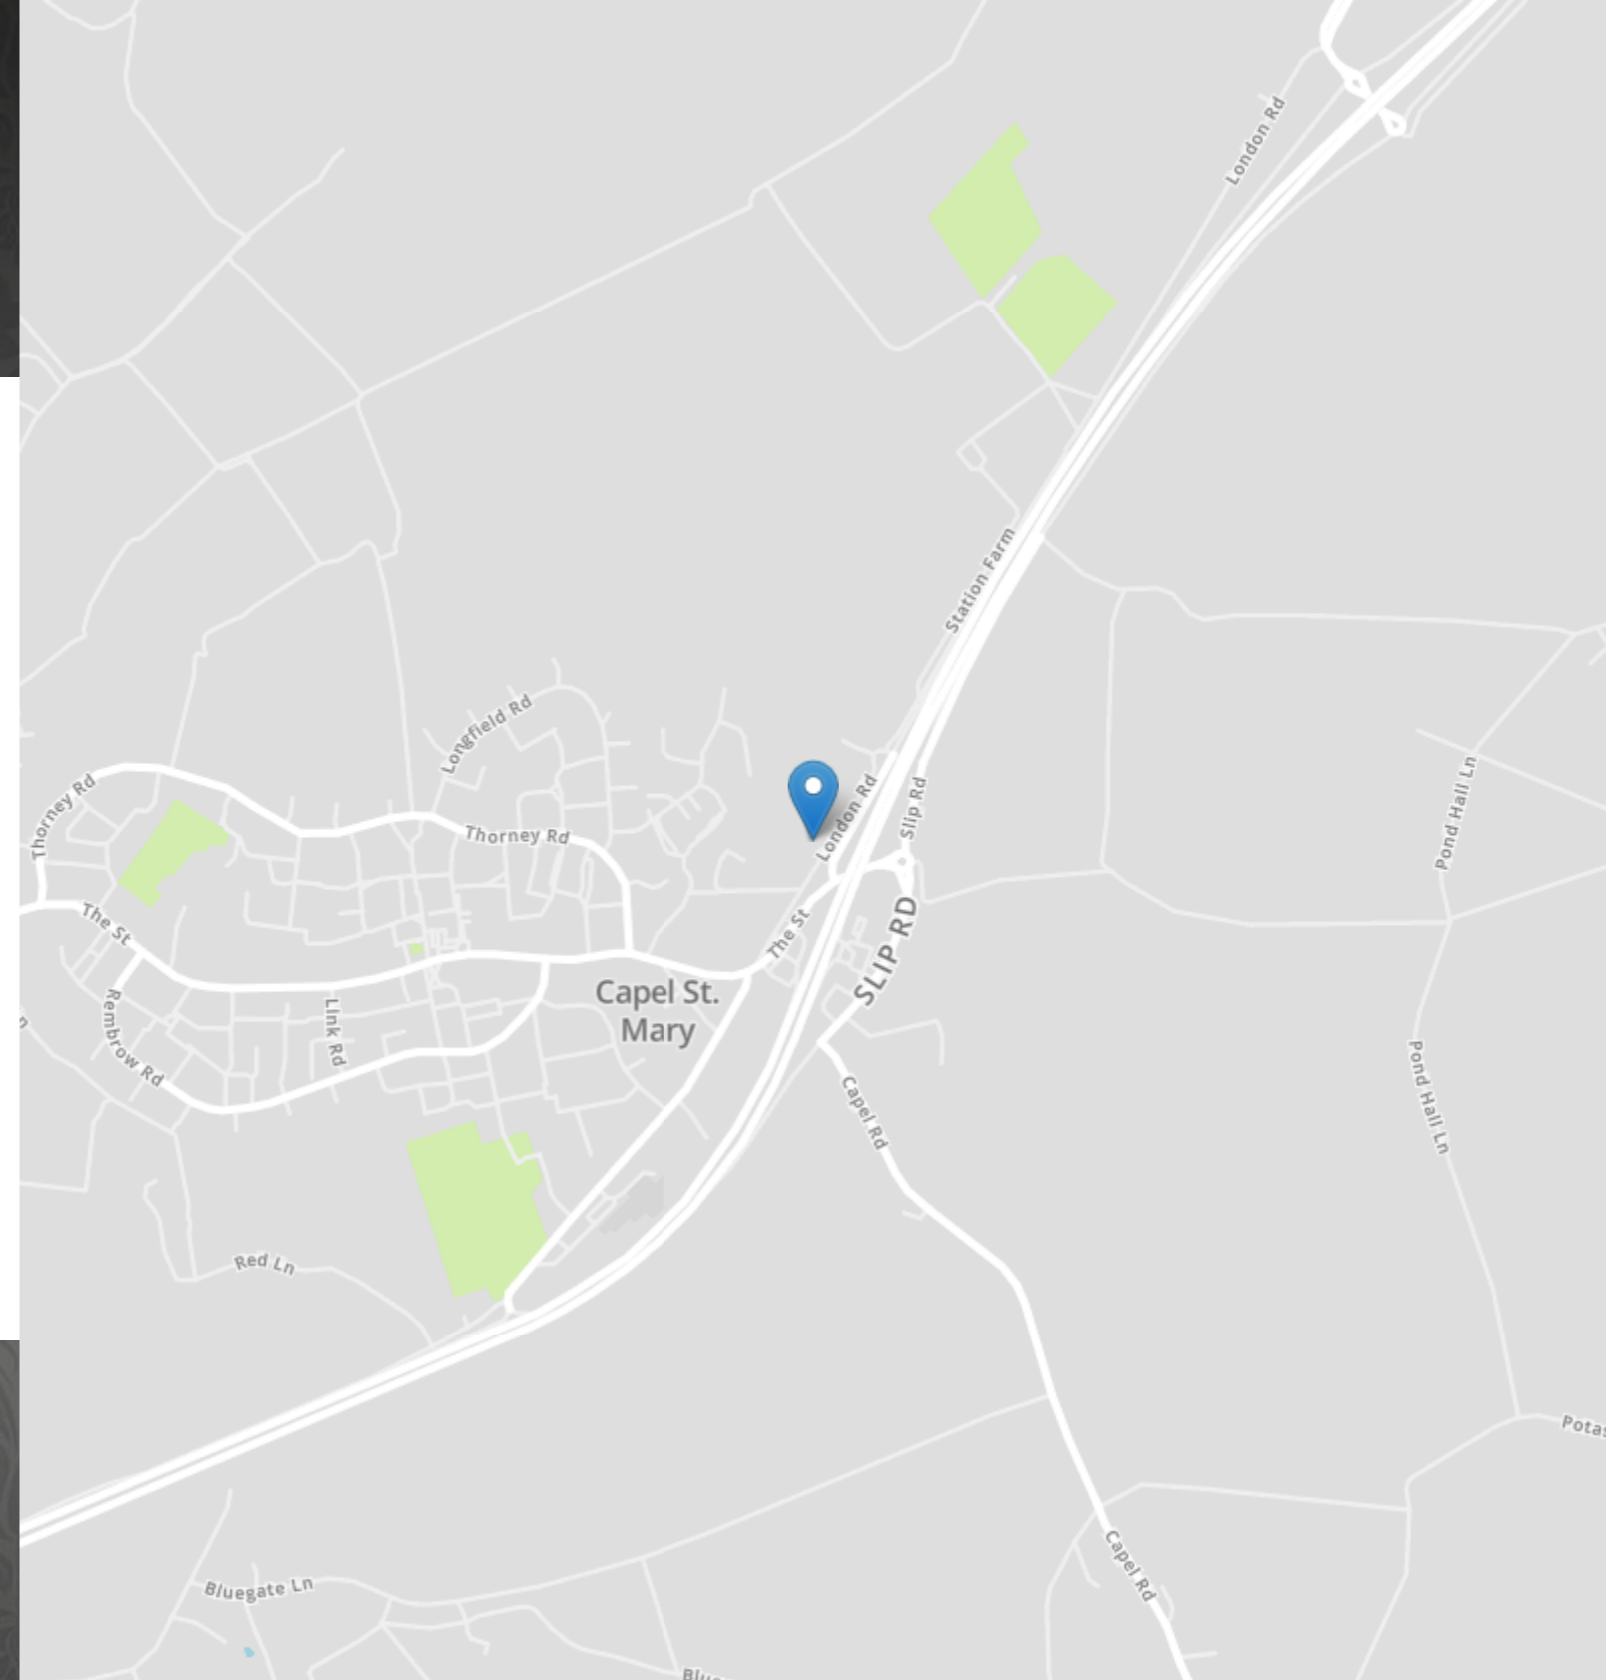 London Rd
Station Farm
Longfield Rd
Thorney Rd
Thorney Rd
London Rd
Slip Rd
Pond Hall Ln
The St
The St
SLIP RD
Capel St.
Mary
Rembrow Rd
Link Rd
Capel Rd
Pond Hall Ln
Red Ln
Potas
Capel Rd
Bluegate Ln
Blue